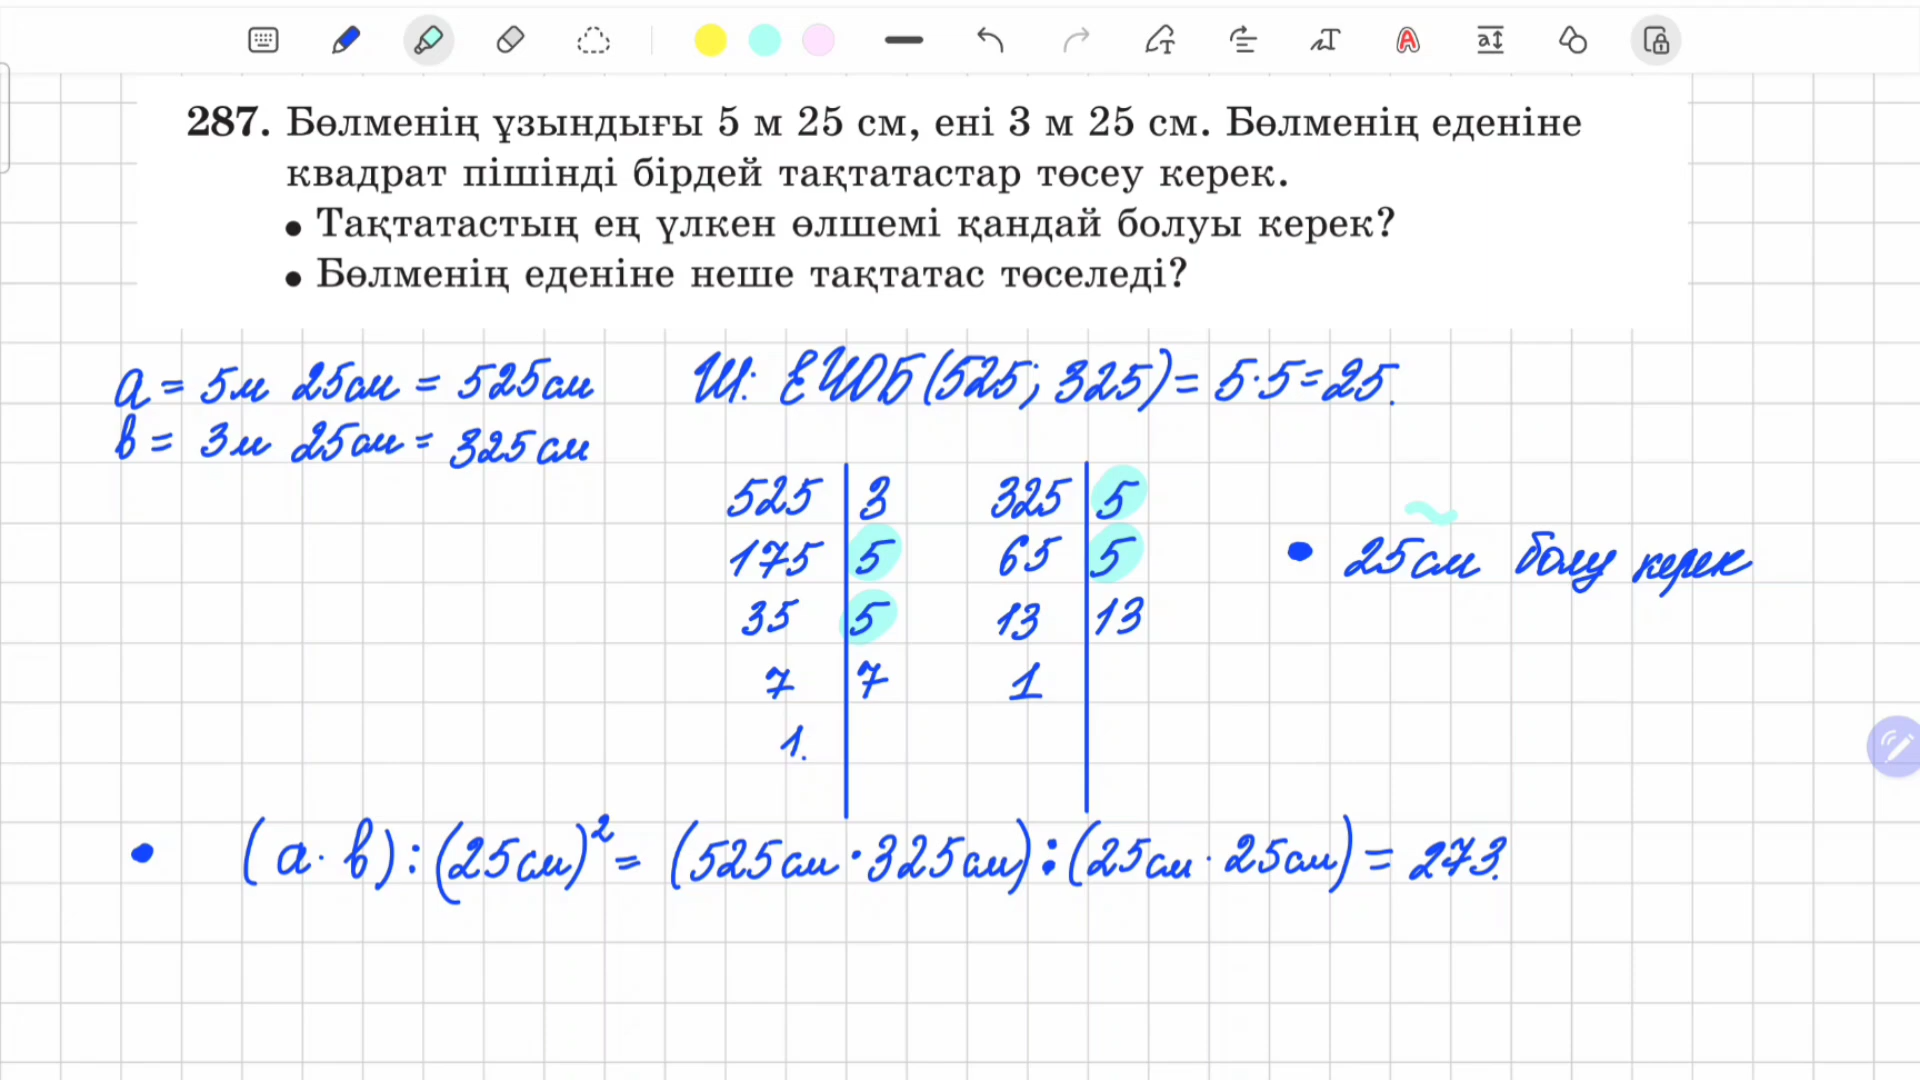 287. Бөлменің ұзындығы 5 м 25 см, ені 3 м 25 см. Бөлменің еденіне
квадрат пішінді бірдей тақтатастар төсеу керек.
• Тақтатастың ең үлкен өлшемі қандай болуы керек?
• Бөлменің еденіне неше тақтатас төселеді?
a = 5м 25см = 525см
b = 3м 25см = 325см
Ш: ЕҮОБ(525; 325) = 5·5=25.
525 | 3
175 | 5
35 | 5
7 | 7
1.
325 | 5
65 | 5
13 | 13
1
• 25см болу керек
• (a·b):(25см)² = (525см·325см):(25см·25см) = 273.